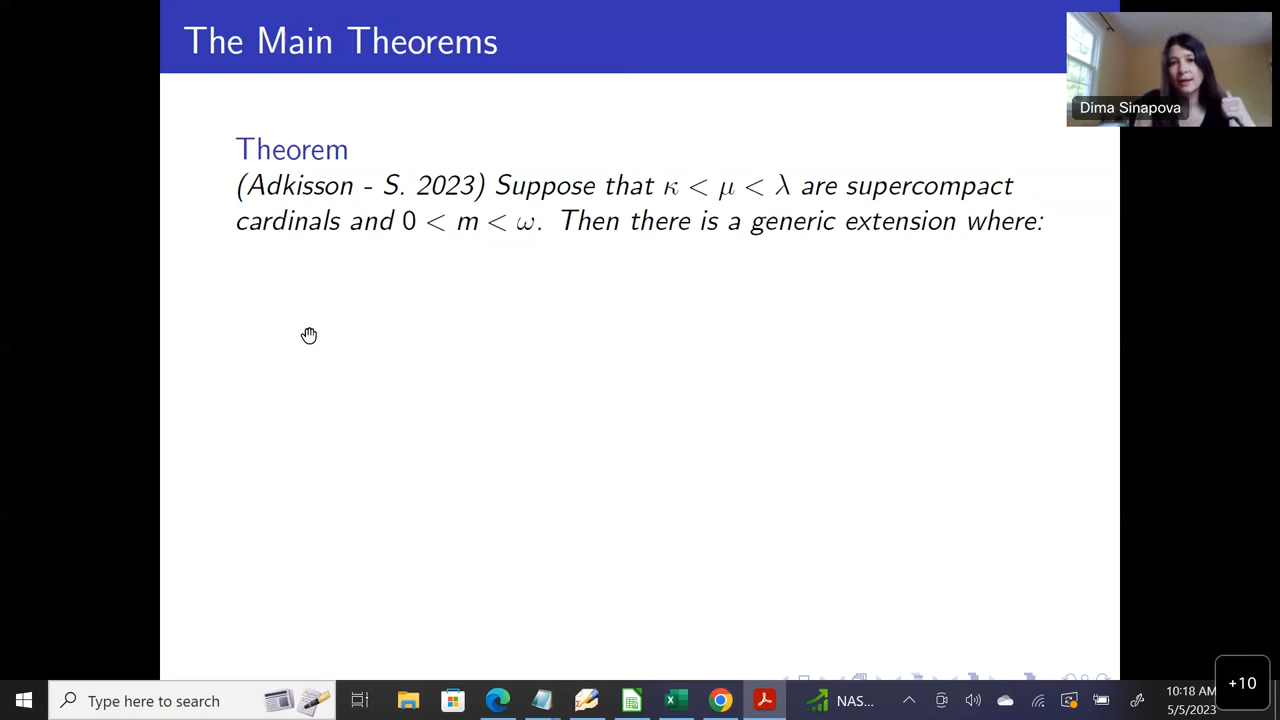 The Main Theorems
Dima Sinapova
Theorem
(Adkisson - S. 2023) Suppose that κ < μ < λ are supercompact
cardinals and 0 < m < ω. Then there is a generic extension where:
Type here to search
NAS...
10:18 AM
5/5/2023
+10